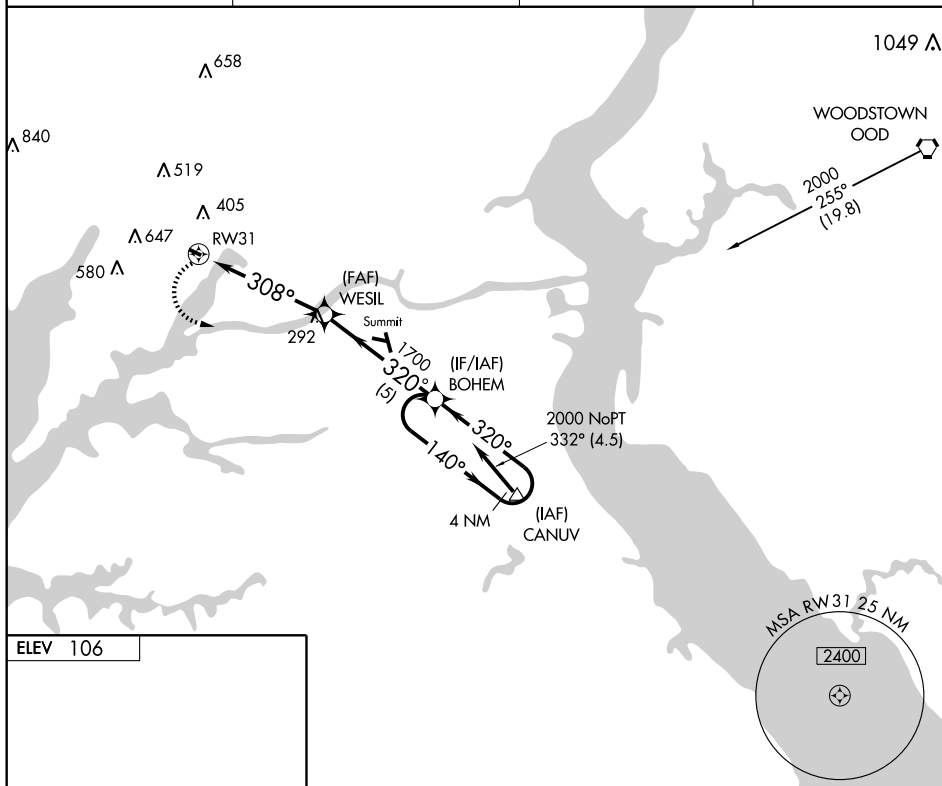 1049
658
WOODSTOWN
OOD
840
519
2000
255°
(19.8)
405
647
RW31
580
308°
(FAF)
WESIL
292
Summit
1700
320°
(5)
(IF/IAF)
BOHEM
2000 NoPT
332° (4.5)
320°
140°
4 NM
(IAF)
CANUV
MSA RW31 25 NM
2400
ELEV 106